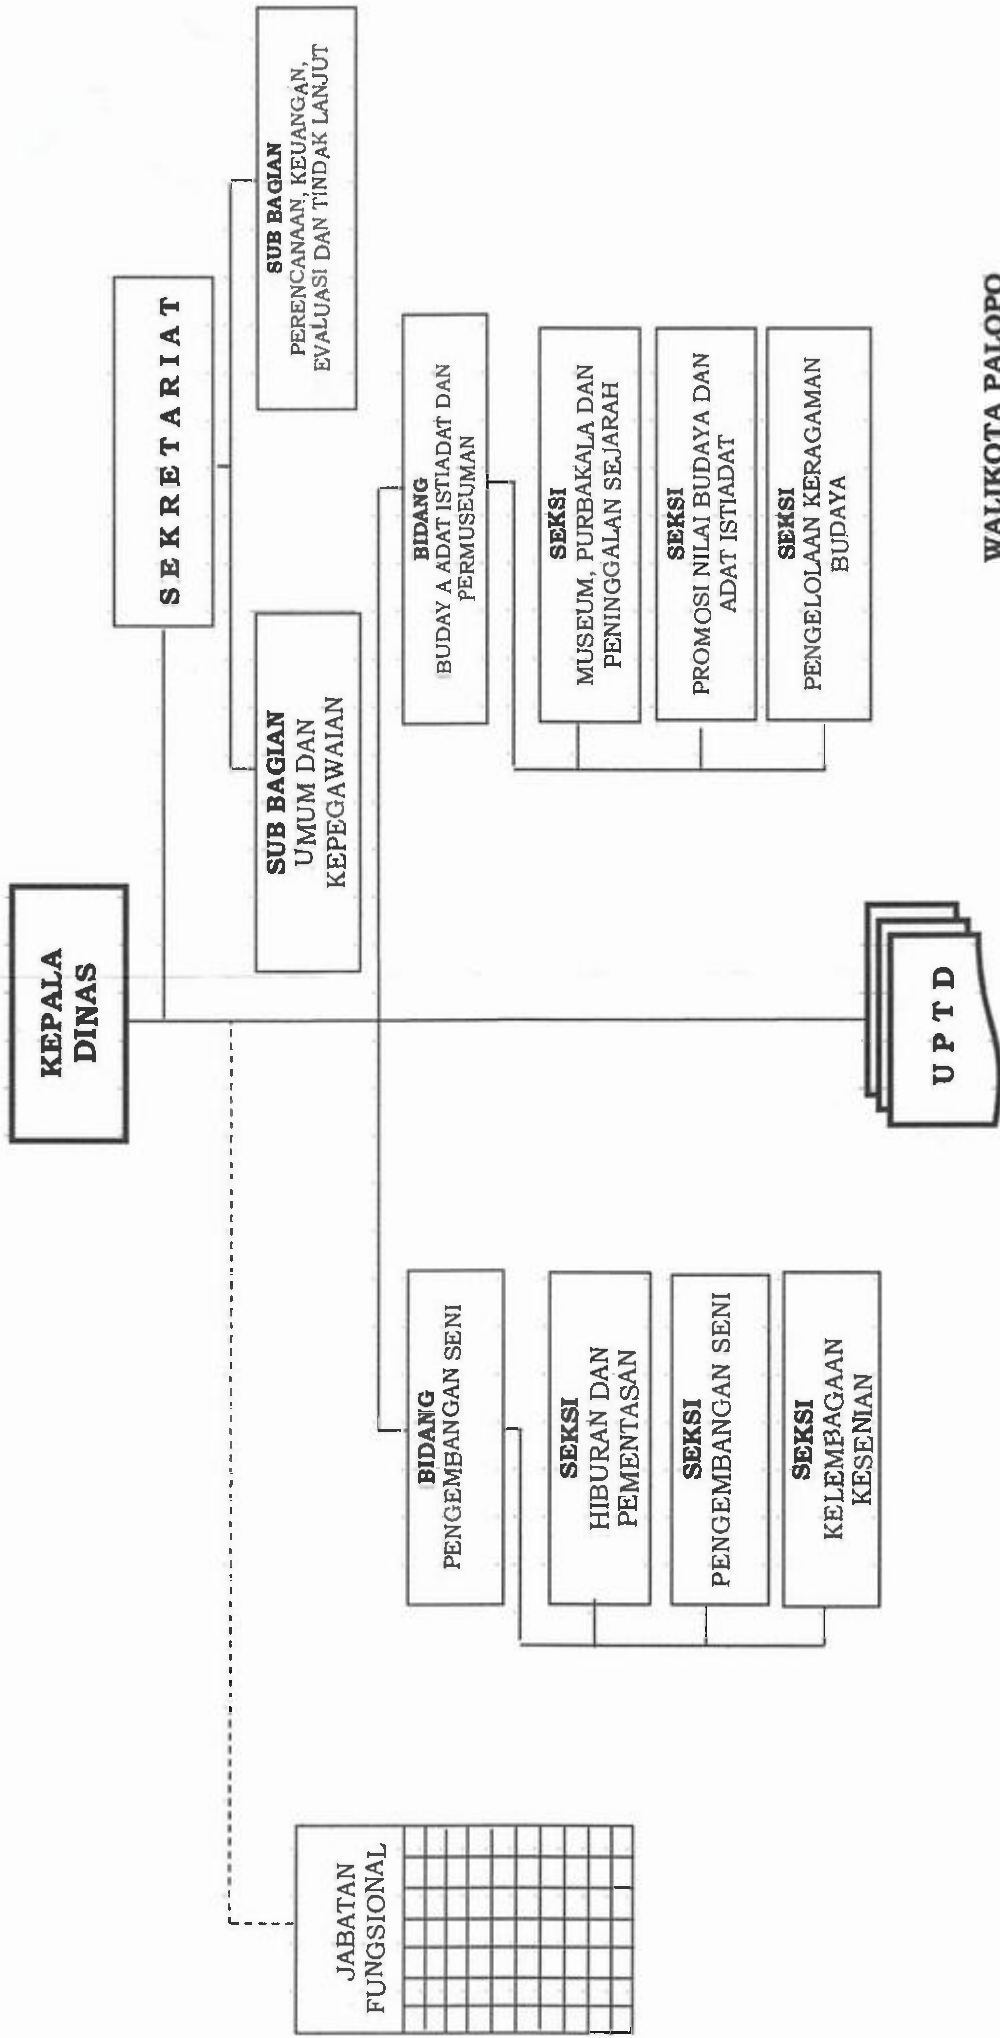 KEPALA
DINAS
S E K R E T A R I A T
SUB BAGIAN
UMUM DAN
KEPEGAWAIAN
SUB BAGIAN
PERENCANAAN, KEUANGAN,
EVALUASI DAN TINDAK LANJUT
JABATAN
FUNGSIONAL
BIDANG
PENGEMBANGAN SENI
SEKSI
HIBURAN DAN
PEMENTASAN
SEKSI
PENGEMBANGAN SENI
SEKSI
KELEMBAGAAN
KESENIAN
BIDANG
BUDAY A ADAT ISTIADAT DAN
PERMUSEUMAN
SEKSI
MUSEUM, PURBAKALA DAN
PENINGGALAN SEJARAH
SEKSI
PROMOSI NILAI BUDAYA DAN
ADAT ISTIADAT
SEKSI
PENGELOLAAN KERAGAMAN
BUDAYA
U P T D
WALIKOTA PALOPO